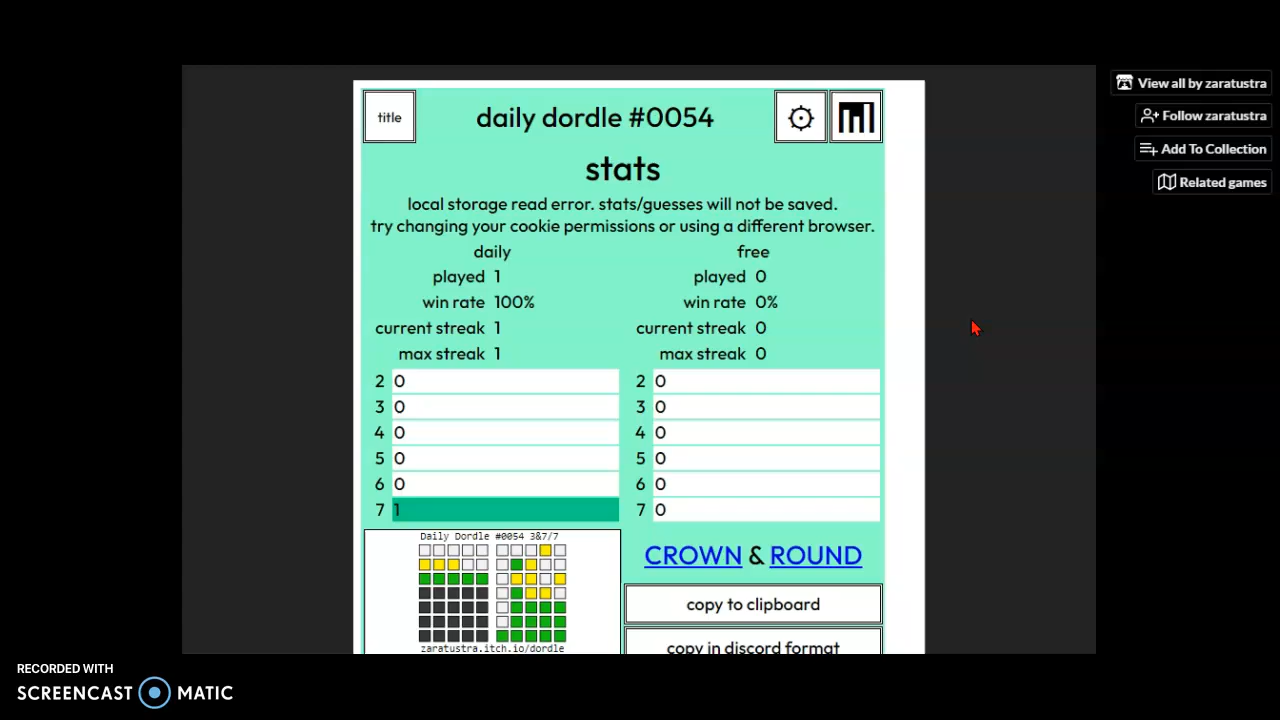 title
daily dordle #0054
stats
local storage read error. stats/guesses will not be saved.
try changing your cookie permissions or using a different browser.
daily
free
played 1
played 0
win rate 100%
win rate 0%
current streak 1
current streak 0
max streak 1
max streak 0
2 0
2 0
3 0
3 0
4 0
4 0
5 0
5 0
6 0
6 0
7 1
7 0
Daily Dordle #0054 3&7/7
zaratustra.itch.io/dordle
CROWN & ROUND
copy to clipboard
copy in discord format
View all by zaratustra
Follow zaratustra
Add To Collection
Related games
RECORDED WITH
SCREENCAST MATIC